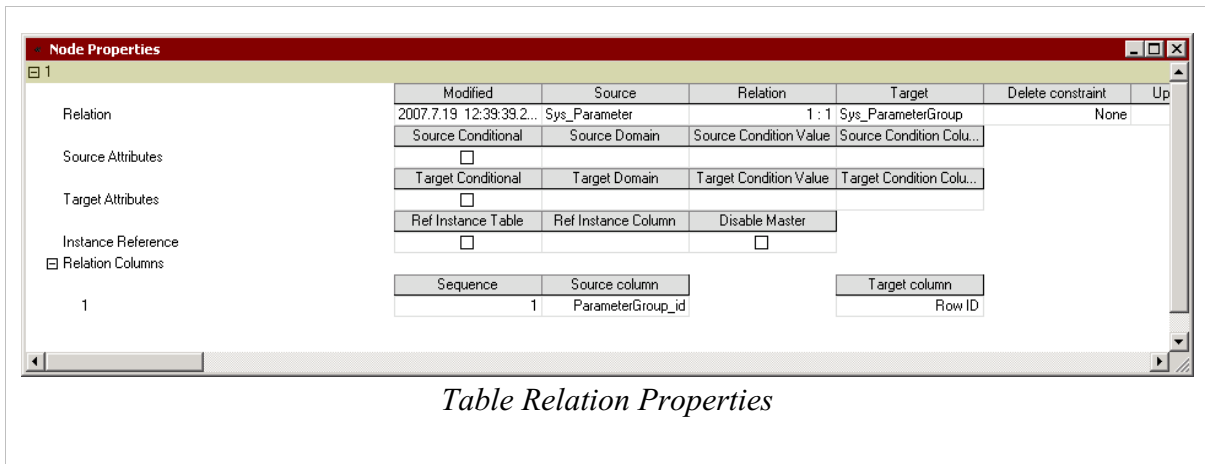 Node Properties
1
Modified Source Relation Target Delete constraint Up
Relation 2007.7.19 12:39:39.2... Sys_Parameter 1 : 1 Sys_ParameterGroup None
Source Conditional Source Domain Source Condition Value Source Condition Colu...
Source Attributes
Target Conditional Target Domain Target Condition Value Target Condition Colu...
Target Attributes
Ref Instance Table Ref Instance Column Disable Master
Instance Reference
Relation Columns
Sequence Source column Target column
1 1 ParameterGroup_id Row ID
Table Relation Properties